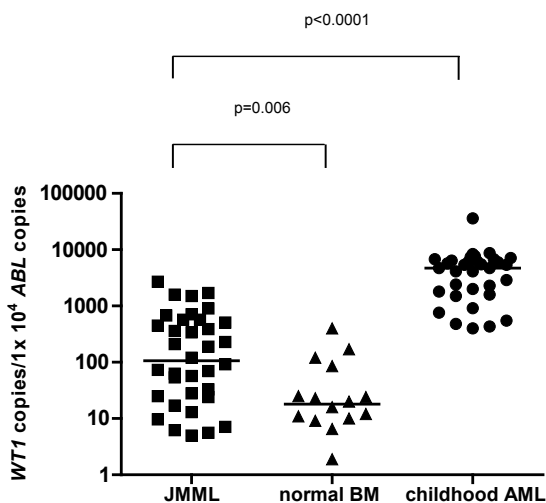 p<0.0001
p=0.006
WT1 copies/1x 10⁴ ABL copies
100000
10000
1000
100
10
1
JMML normal BM childhood AML